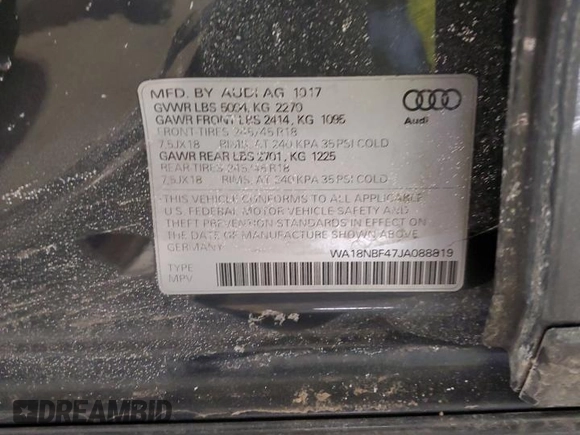 MFD. BY AUDI AG 1017
GVWR LBS 5004, KG 2270
GAWR FRONT LBS 2414, KG 1095
FRONT TIRES 245/45 R18
7,5JX18 RIMS, AT 240 KPA 35 PSI COLD
GAWR REAR LBS 2701, KG 1225
REAR TIRES 245/45 R18
7,5JX18 RIMS, AT 240 KPA 35 PSI COLD
THIS VEHICLE CONFORMS TO ALL APPLICABLE
U.S. FEDERAL MOTOR VEHICLE SAFETY AND
THEFT PREVENTION STANDARDS IN EFFECT ON
THE DATE OF MANUFACTURE SHOWN ABOVE
GERMANY
WA18NBF47JA088819
TYPE
MPV
Audi
DREAMBID